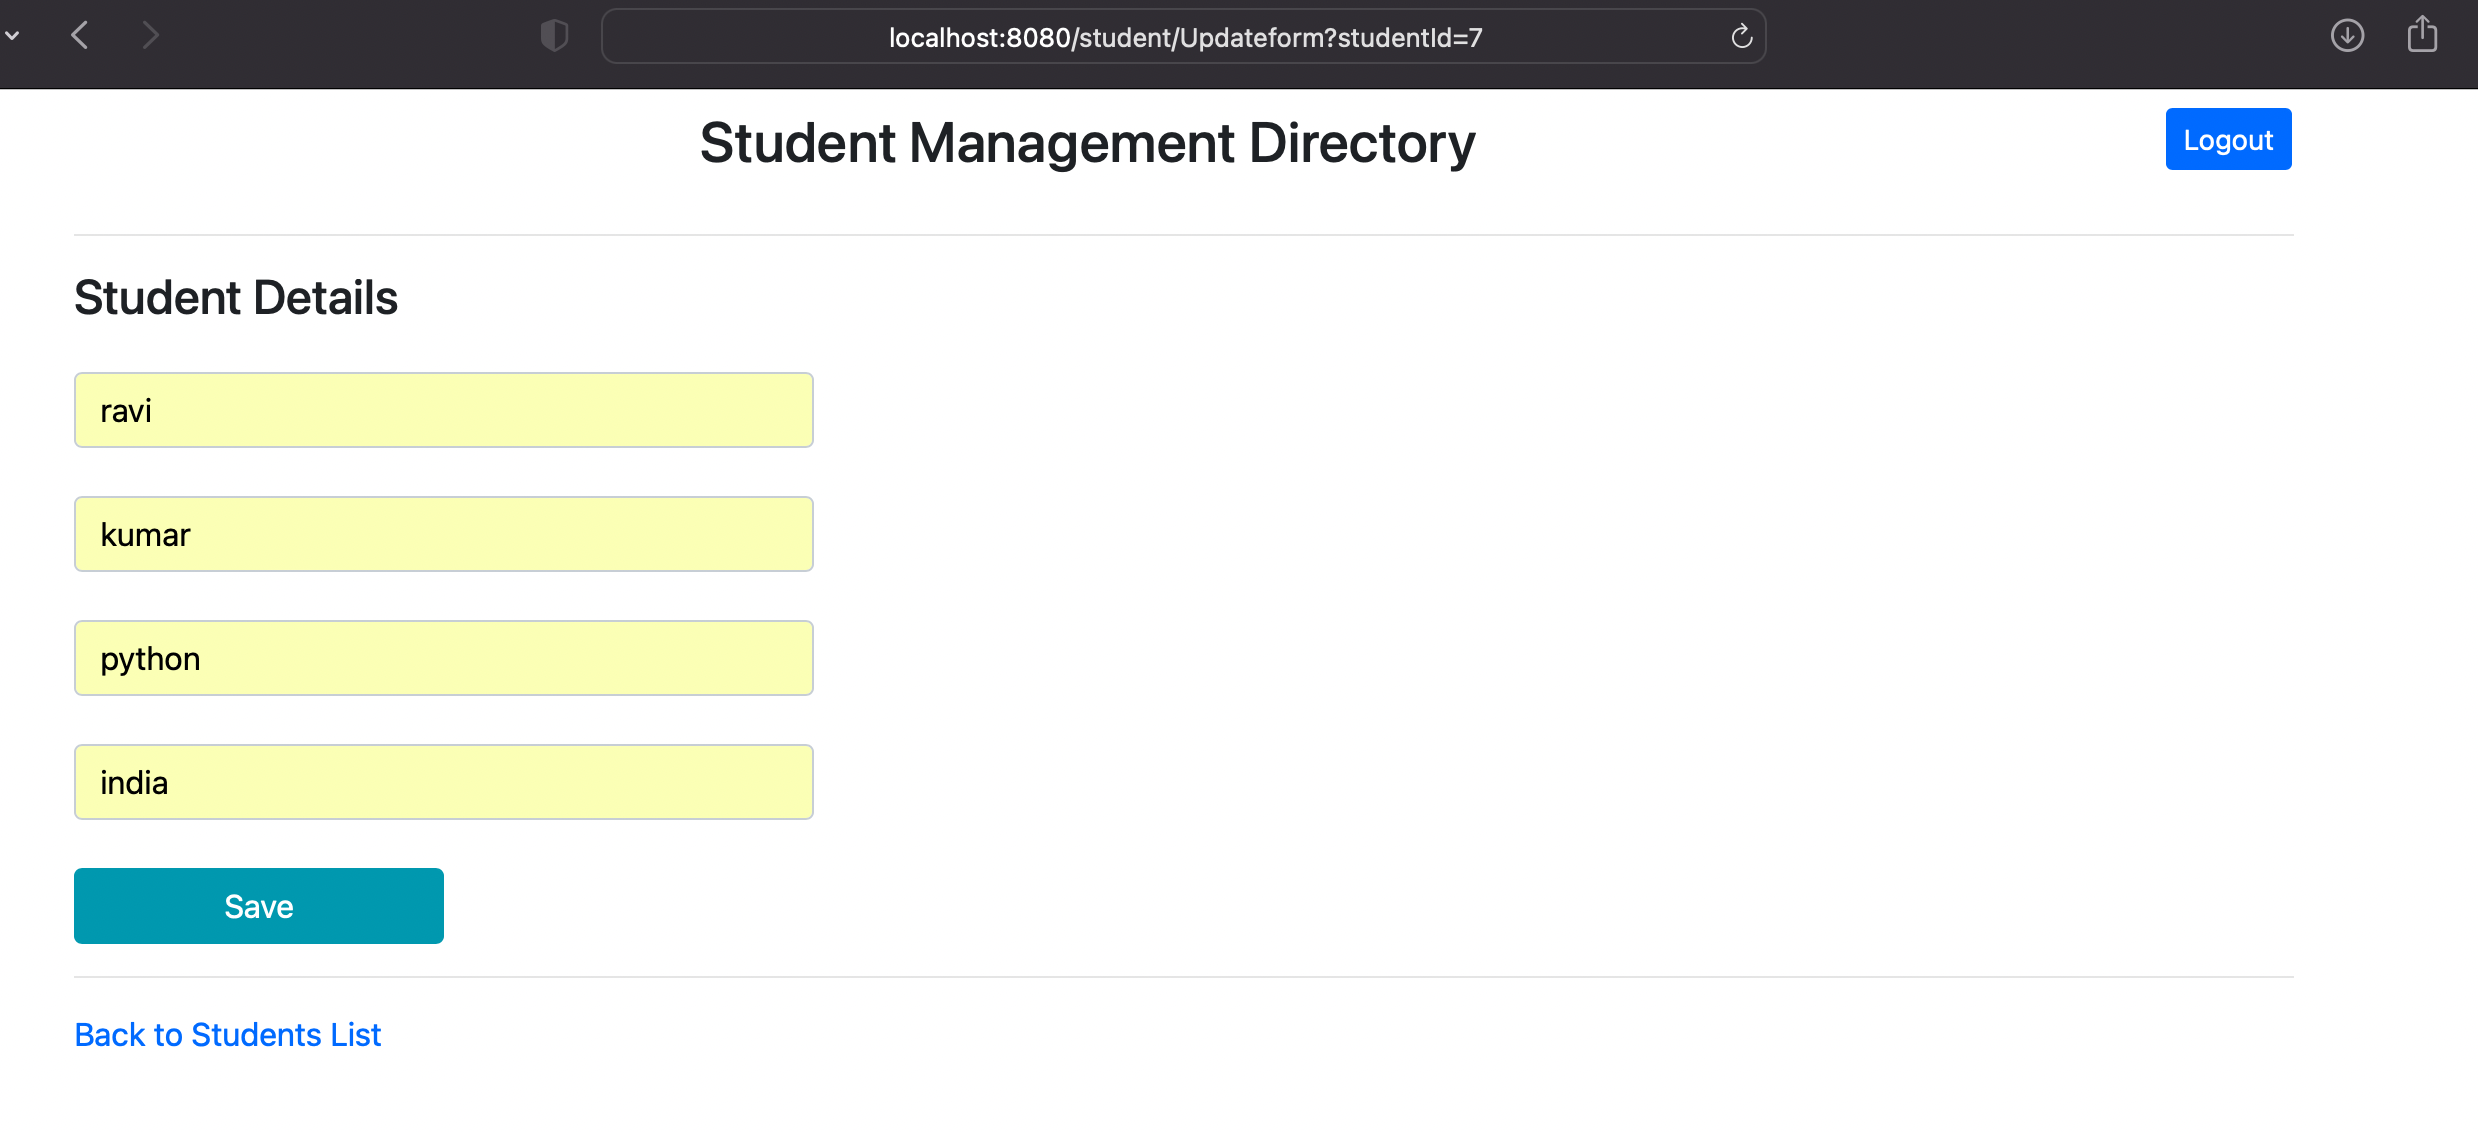 localhost:8080/student/Updateform?studentId=7
Student Management Directory
Logout
Student Details
ravi
kumar
python
india
Save
Back to Students List